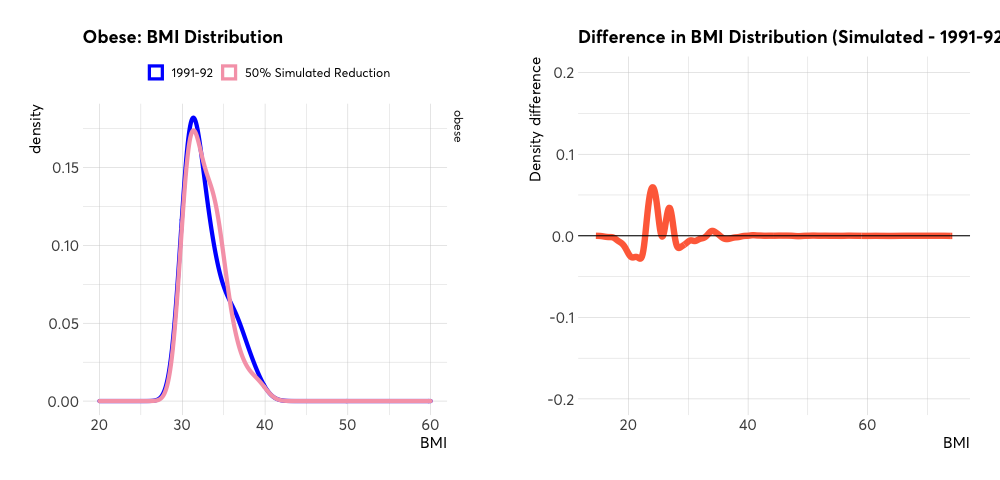 Obese: BMI Distribution
1991-92 50% Simulated Reduction
density
obese
0.15
0.10
0.05
0.00
20 30 40 50 60
BMI
Difference in BMI Distribution (Simulated - 1991-92
Density difference
0.2
0.1
0.0
-0.1
-0.2
20 40 60
BMI